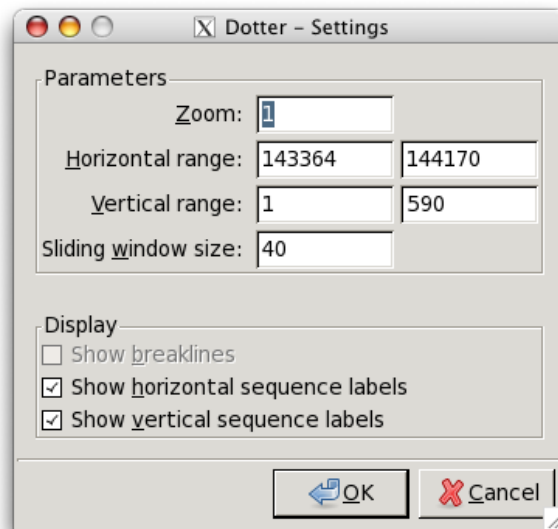 Dotter – Settings
Parameters
Zoom: 1
Horizontal range: 143364 144170
Vertical range: 1 590
Sliding window size: 40
Display
Show breaklines
Show horizontal sequence labels
Show vertical sequence labels
OK Cancel